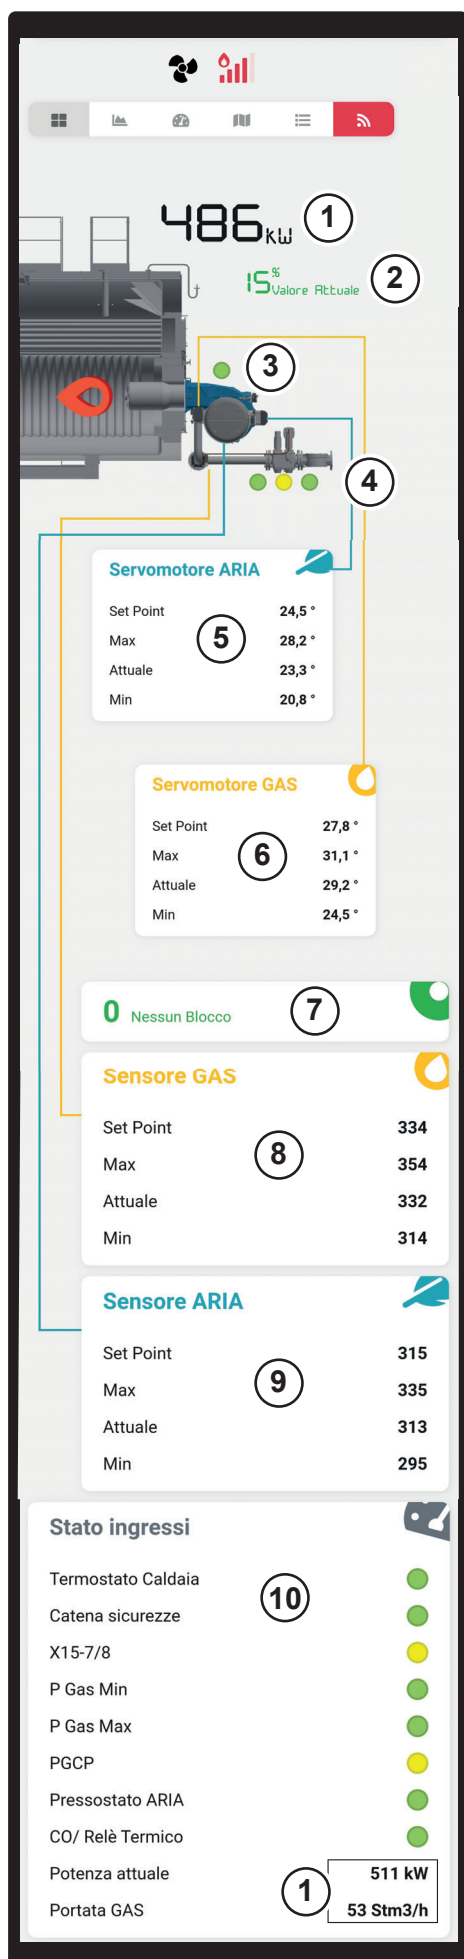 486 kW 1
15 % Valore Attuale 2
3
4
Servomotore ARIA
Set Point 24,5 °
Max 28,2 °
5
Attuale 23,3 °
Min 20,8 °
Servomotore GAS
Set Point 27,8 °
Max 31,1 °
6
Attuale 29,2 °
Min 24,5 °
0 Nessun Blocco 7
Sensore GAS
Set Point 334
8
Max 354
Attuale 332
Min 314
Sensore ARIA
Set Point 315
9
Max 335
Attuale 313
Min 295
Stato ingressi
Termostato Caldaia
10
Catena sicurezze
X15-7/8
P Gas Min
P Gas Max
PGCP
Pressostato ARIA
CO/ Relè Termico
Potenza attuale 511 kW
1
Portata GAS 53 Stm3/h